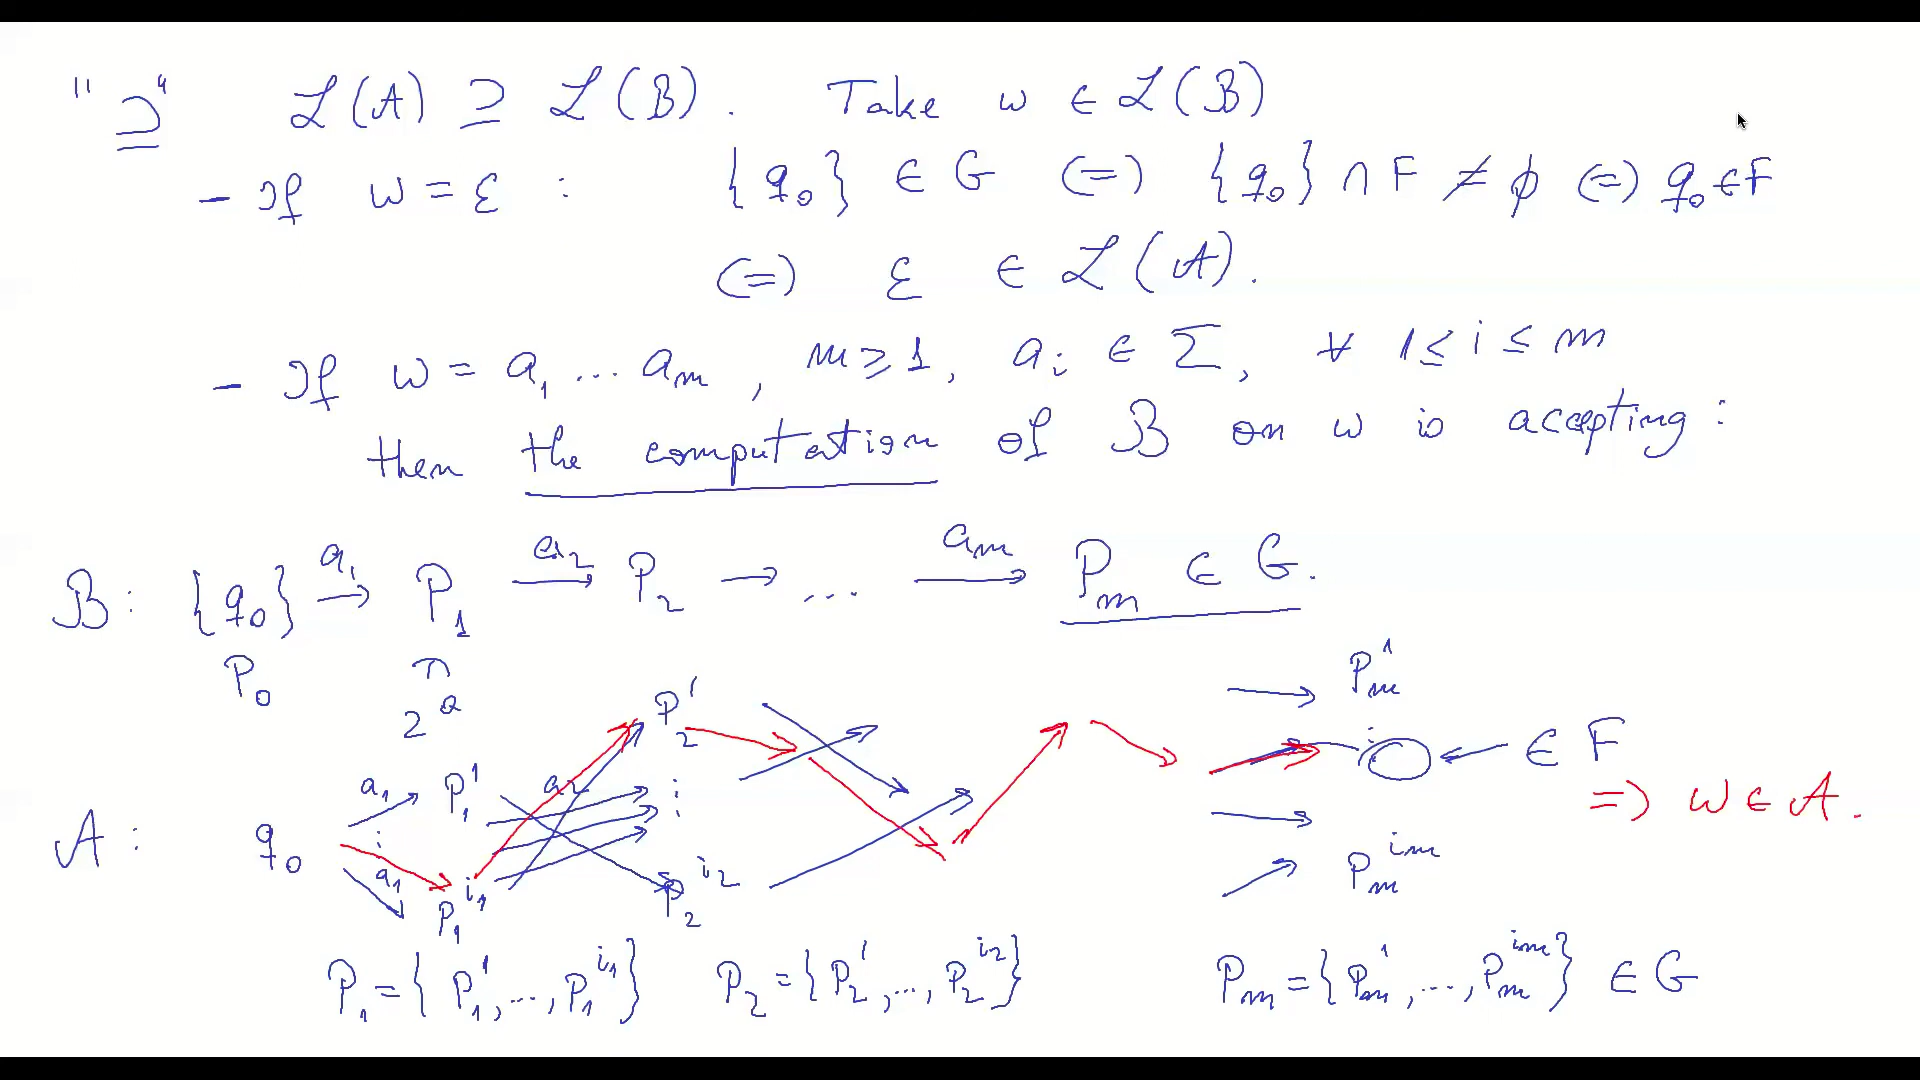 "⊇" ℒ(A) ⊇ ℒ(B). Take w ∈ ℒ(B)
- If w = ε : {q₀} ∈ G (=) {q₀} ∩ F ≠ ϕ (=) q₀ ∈ F
(=) ε ∈ ℒ(A).
- If w = a₁ ... aₘ, m ⩾ 1, aᵢ ∈ Σ, ∀ 1 ≤ i ≤ m
then the computation of B on w is accepting :
B : {q₀} →^{a₁} P₁ →^{a₂} P₂ → ... →^{aₘ} Pₘ ∈ G.
P₀ ∩ 2^Q
A : q₀ a₁ ⋮ a₁ P₁^1 P₁^{i₁} a₂ P₂^1 ⋮ P₂^{i₂} Pₘ^1 ⋮ Pₘ^{iₘ} ∈ F
=) w ∈ A.
P₁ = {P₁^1, ..., P₁^{i₁}} P₂ = {P₂^1, ..., P₂^{i₂}} Pₘ = {Pₘ^1, ..., Pₘ^{iₘ}} ∈ G